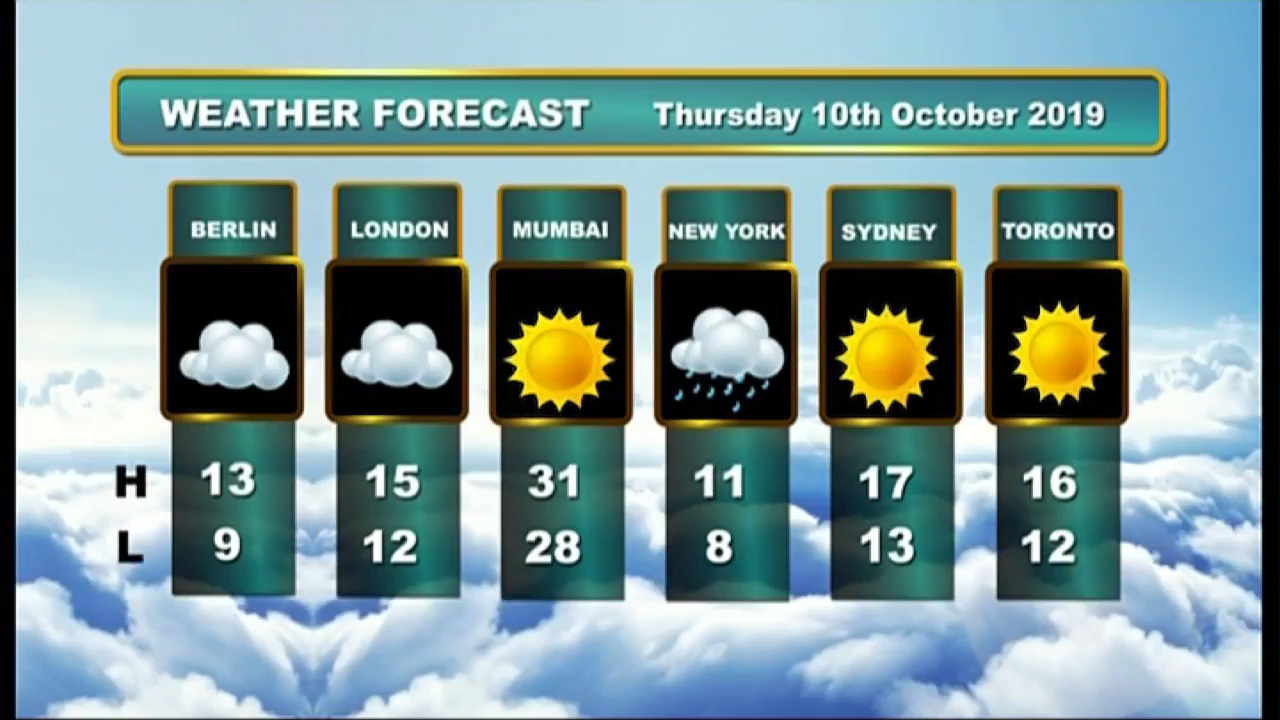 WEATHER FORECAST Thursday 10th October 2019
BERLIN LONDON MUMBAI NEW YORK SYDNEY TORONTO
H 13 15 31 11 17 16
L 9 12 28 8 13 12